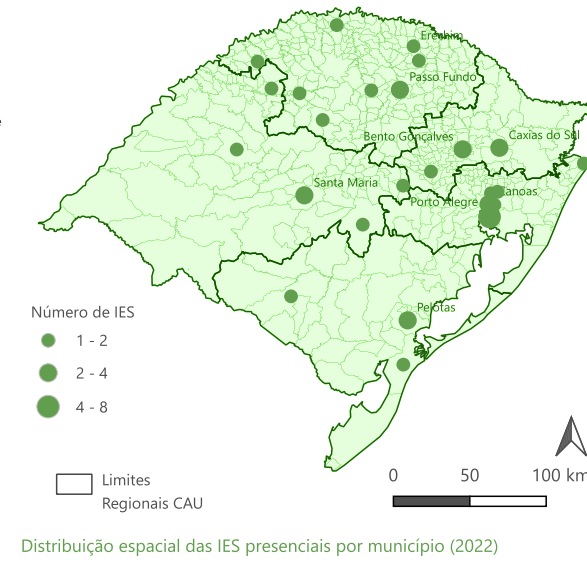 Erechim
Passo Fundo
Bento Gonçalves
Caxias do Sul
Santa Maria
Canoas
Porto Alegre
Pelotas
Número de IES
1 - 2
2 - 4
4 - 8
Limites
Regionais CAU
0 50 100 km
Distribuição espacial das IES presenciais por município (2022)